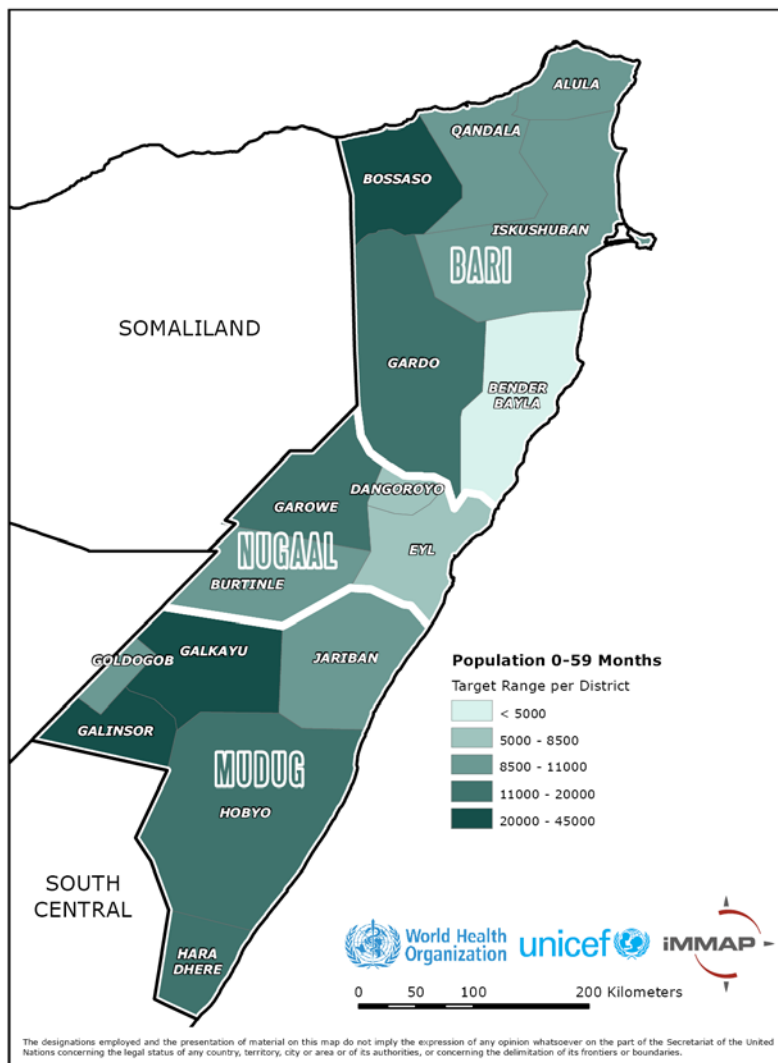 ALULA
QANDALA
BOSSASO
ISKUSHUBAN
BARI
SOMALILAND
GARDO
BENDER
BAYLA
DANGOROYO
GAROWE
NUGAAL
EYL
BURTINLE
GOLDOGOB
GALKAYU
JARIBAN
GALINSOR
MUDUG
HOBYO
SOUTH
CENTRAL
HARA
DHERE
Population 0-59 Months
Target Range per District
< 5000
5000 - 8500
8500 - 11000
11000 - 20000
20000 - 45000
World Health
Organization
unicef
iMMAP
0 50 100 200 Kilometers
The designations employed and the presentation of material on this map do not imply the expression of any opinion whatsoever on the part of the Secretariat of the United
Nations concerning the legal status of any country, territory, city or area or of its authorities, or concerning the delimitation of its frontiers or boundaries.